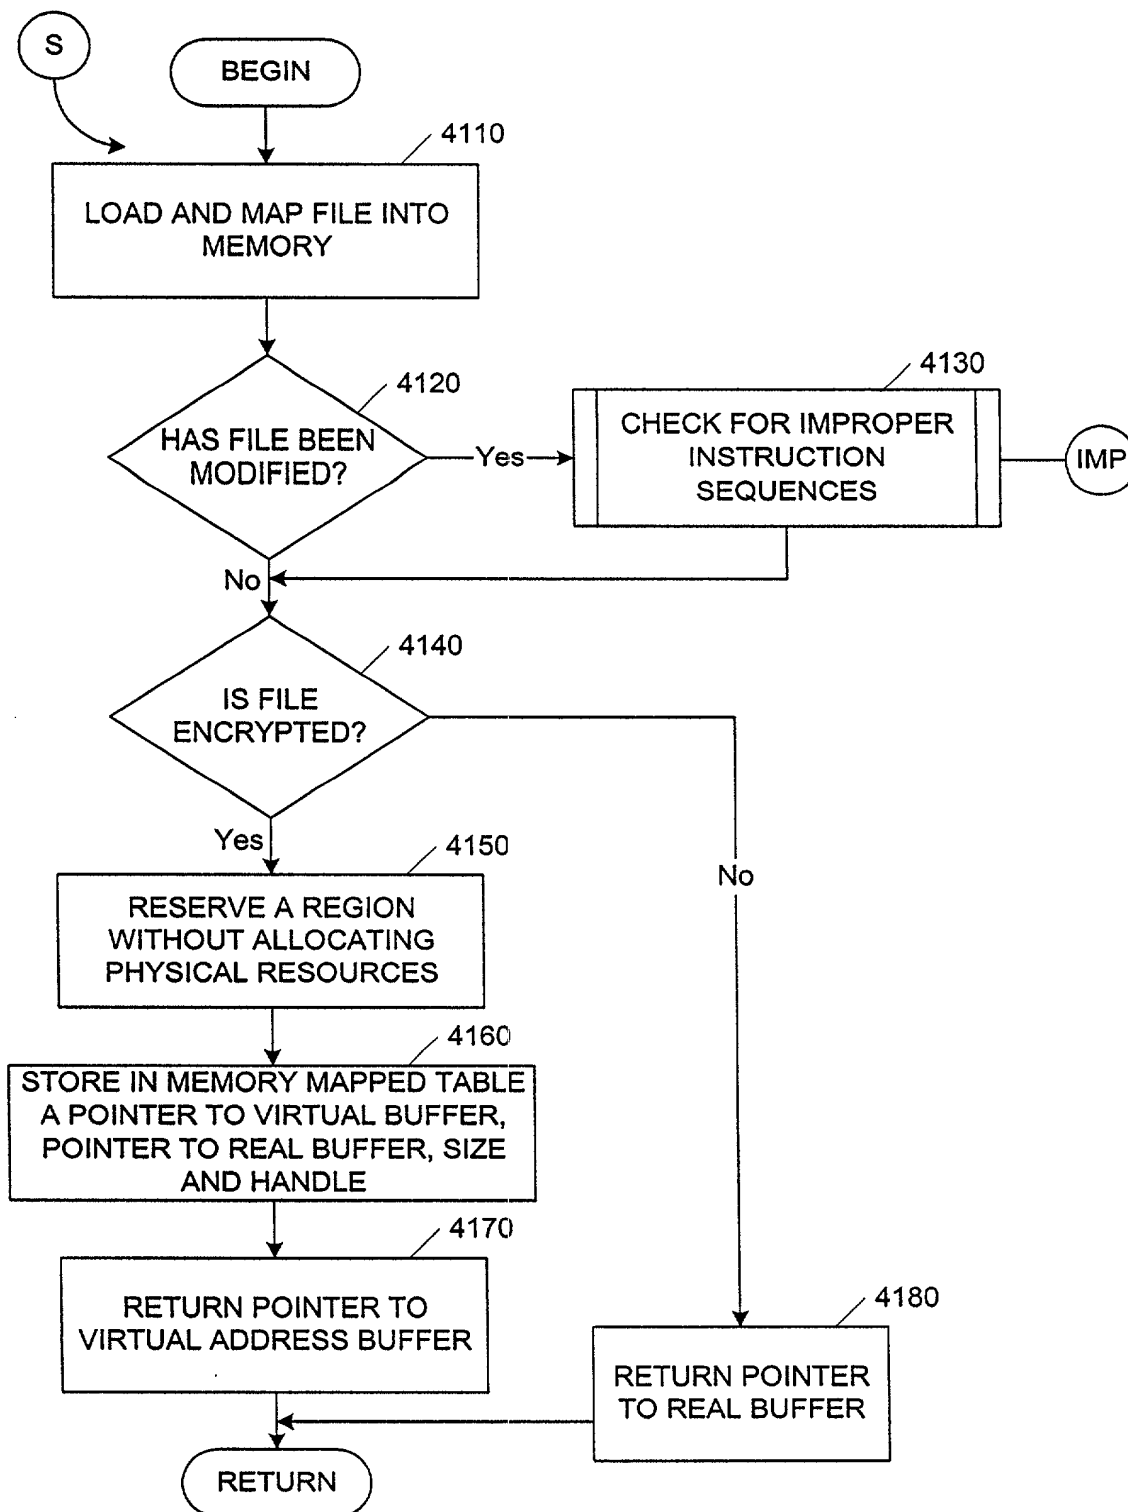 S
BEGIN
4110
LOAD AND MAP FILE INTO
MEMORY
4120
HAS FILE BEEN
MODIFIED?
Yes
4130
CHECK FOR IMPROPER
INSTRUCTION
SEQUENCES
IMP
No
4140
IS FILE
ENCRYPTED?
Yes
No
4150
RESERVE A REGION
WITHOUT ALLOCATING
PHYSICAL RESOURCES
4160
STORE IN MEMORY MAPPED TABLE
A POINTER TO VIRTUAL BUFFER,
POINTER TO REAL BUFFER, SIZE
AND HANDLE
4170
RETURN POINTER TO
VIRTUAL ADDRESS BUFFER
4180
RETURN POINTER
TO REAL BUFFER
RETURN